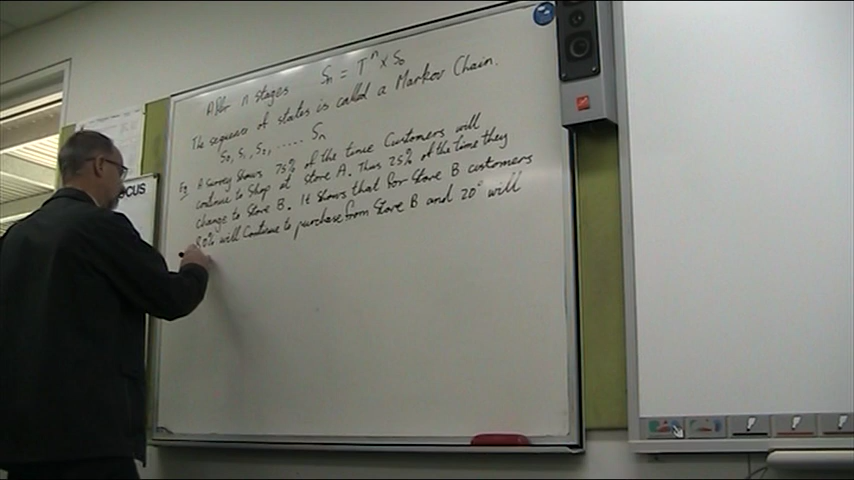 After n stages Sn = T^n × S0
The sequence of states is called a Markov Chain.
S0, S1, S2, ..... Sn
Eg A survey shows 75% of the time customers will
continue to shop at store A. Thus 25% of the time they
change to store B. It shows that for store B customers
80% will continue to purchase from store B and 20% will
OCUS